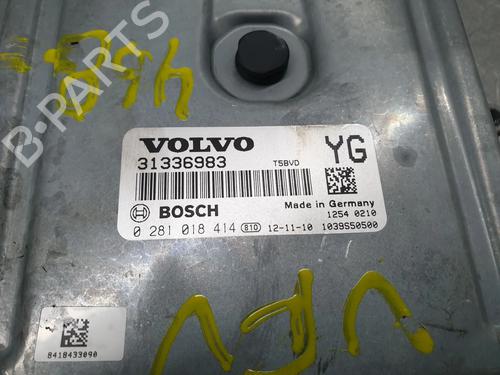 VOLVO
31336983
T5BVD
YG
BOSCH
Made in Germany
1254 0210
0 281 018 414 810 12-11-10 1039S50500
8418433090
B-PARTS